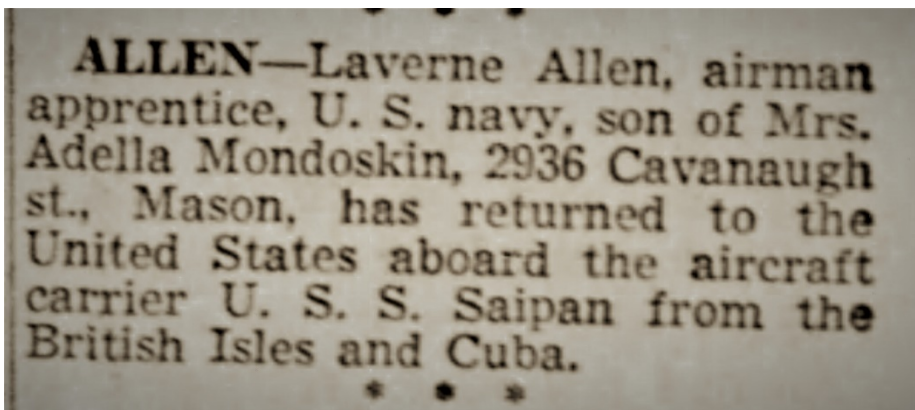 * * *
ALLEN—Laverne Allen, airman
apprentice, U. S. navy, son of Mrs.
Adella Mondoskin, 2936 Cavanaugh
st., Mason, has returned to the
United States aboard the aircraft
carrier U. S. S. Saipan from the
British Isles and Cuba.
* * *